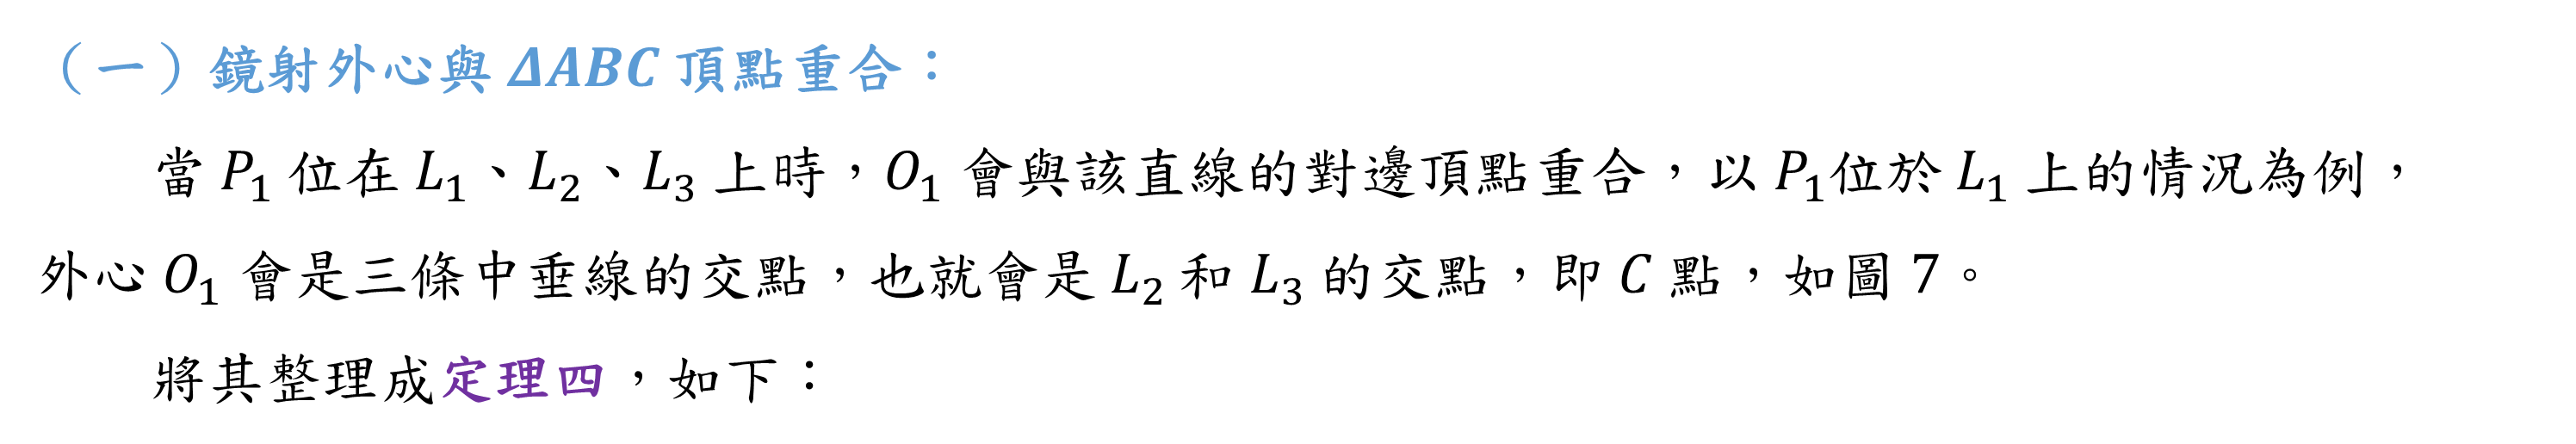 （一）鏡射外心與 ΔABC 頂點重合：
當 P₁ 位在 L₁、L₂、L₃ 上時，O₁ 會與該直線的對邊頂點重合，以 P₁位於 L₁ 上的情況為例，
外心 O₁ 會是三條中垂線的交點，也就會是 L₂ 和 L₃ 的交點，即 C 點，如圖 7。
將其整理成定理四，如下：